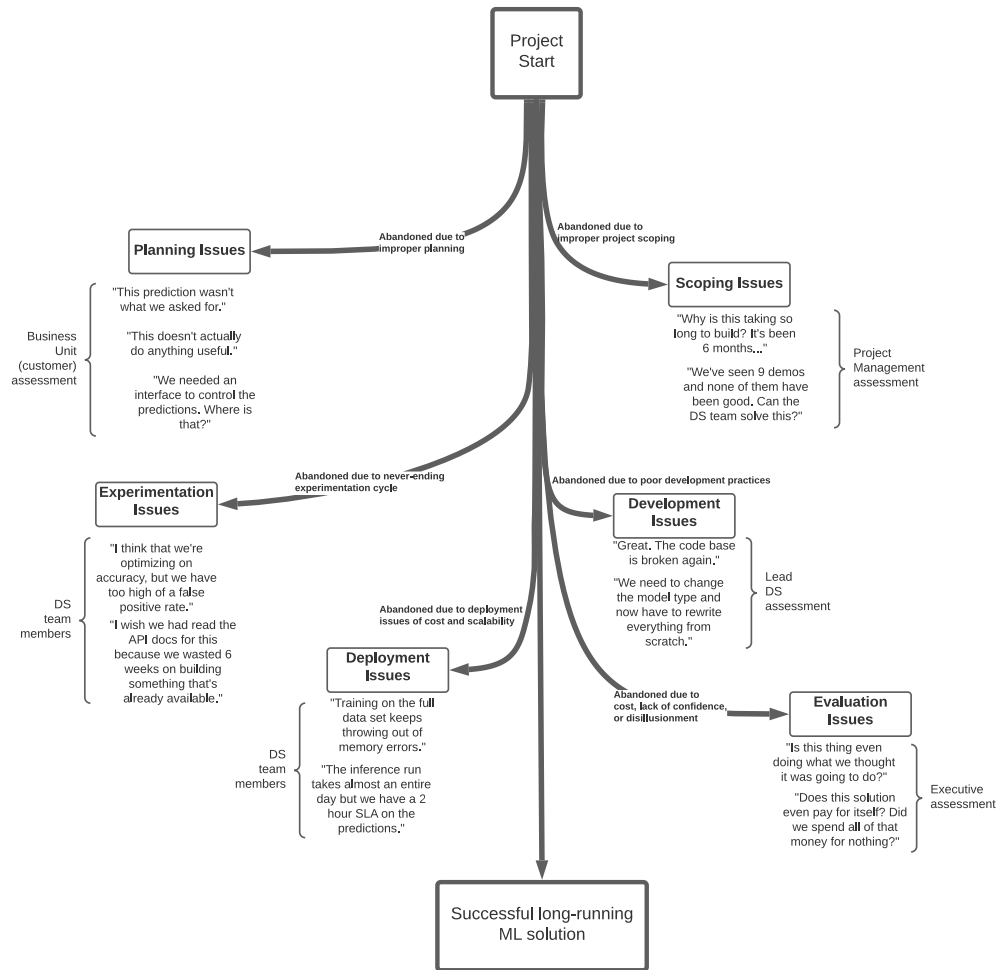 Project
Start
Abandoned due to
improper planning
Planning Issues
"This prediction wasn't
what we asked for."
"This doesn't actually
do anything useful."
"We needed an
interface to control the
predictions. Where is
that?"
Business
Unit
(customer)
assessment
Abandoned due to
improper project scoping
Scoping Issues
"Why is this taking so
long to build? It's been
6 months..."
"We've seen 9 demos
and none of them have
been good. Can the
DS team solve this?"
Project
Management
assessment
Abandoned due to never-ending
experimentation cycle
Experimentation
Issues
"I think that we're
optimizing on
accuracy, but we have
too high of a false
positive rate."
"I wish we had read the
API docs for this
because we wasted 6
weeks on building
something that's
already available."
DS
team
members
Abandoned due to poor development practices
Development
Issues
"Great. The code base
is broken again."
"We need to change
the model type and
now have to rewrite
everything from
scratch."
Lead
DS
assessment
Abandoned due to deployment
issues of cost and scalability
Deployment
Issues
"Training on the full
data set keeps
throwing out of
memory errors."
"The inference run
takes almost an entire
day but we have a 2
hour SLA on the
predictions."
DS
team
members
Abandoned due to
cost, lack of confidence,
or disillusionment
Evaluation
Issues
"Is this thing even
doing what we thought
it was going to do?"
"Does this solution
even pay for itself? Did
we spend all of that
money for nothing?"
Executive
assessment
Successful long-running
ML solution